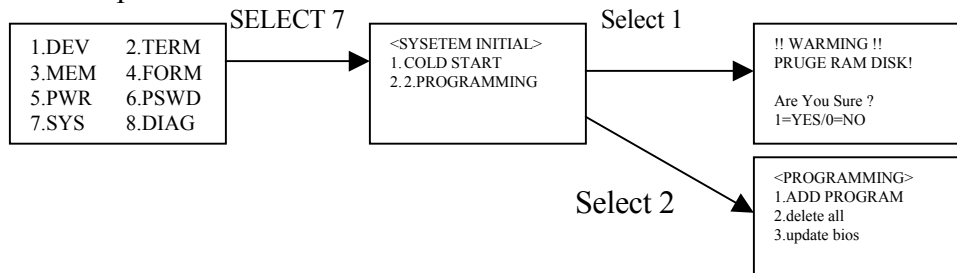 SELECT 7
Select 1
1.DEV 2.TERM
3.MEM 4.FORM
5.PWR 6.PSWD
7.SYS 8.DIAG
<SYSETEM INITIAL>
1.COLD START
2.2.PROGRAMMING
!! WARMING !!
PRUGE RAM DISK!
Are You Sure ?
1=YES/0=NO
Select 2
<PROGRAMMING>
1.ADD PROGRAM
2.delete all
3.update bios